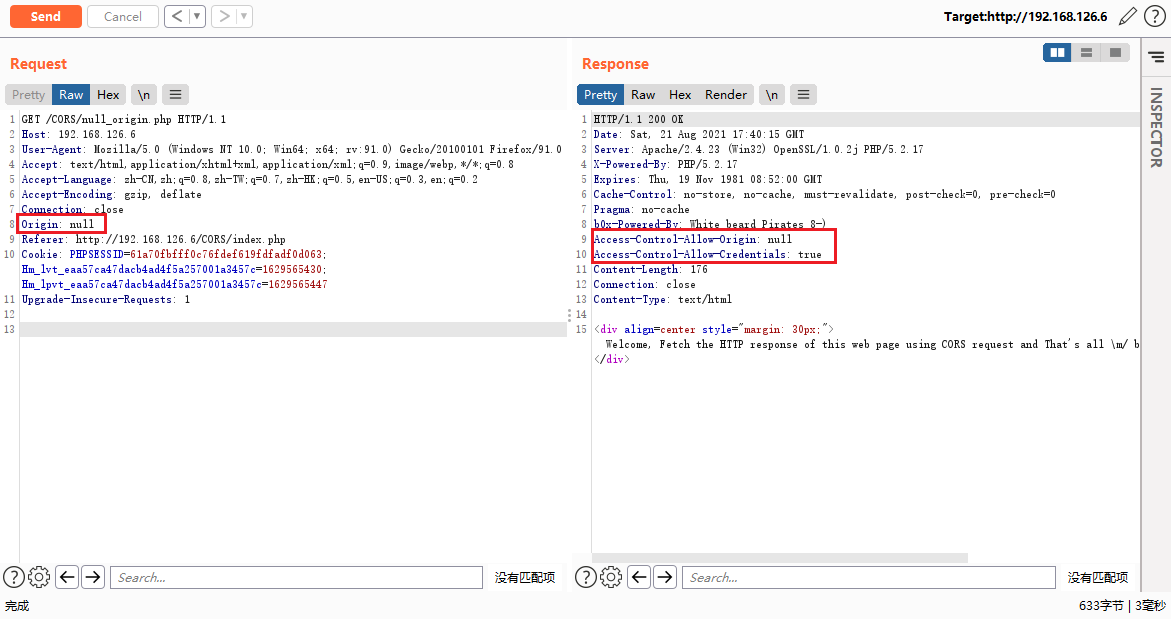 Send Cancel < ▼ > ▼ Target:http://192.168.126.6 ?
Request
Pretty Raw Hex \n
1 GET /CORS/null_origin.php HTTP/1.1
2 Host: 192.168.126.6
3 User-Agent: Mozilla/5.0 (Windows NT 10.0; Win64; x64; rv:91.0) Gecko/20100101 Firefox/91.0
4 Accept: text/html,application/xhtml+xml,application/xml;q=0.9,image/webp,*/*;q=0.8
5 Accept-Language: zh-CN,zh;q=0.8,zh-TW;q=0.7,zh-HK;q=0.5,en-US;q=0.3,en;q=0.2
6 Accept-Encoding: gzip, deflate
7 Connection: close
8 Origin: null
9 Referer: http://192.168.126.6/CORS/index.php
10 Cookie: PHPSESSID=61a70fbfff0c76fdef619fdfadf0d063;
Hm_lvt_eaa57ca47dacb4ad4f5a257001a3457c=1629565430;
Hm_lpvt_eaa57ca47dacb4ad4f5a257001a3457c=1629565447
11 Upgrade-Insecure-Requests: 1
12
13
? Search... 没有匹配项
Response
Pretty Raw Hex Render \n
1 HTTP/1.1 200 OK
2 Date: Sat, 21 Aug 2021 17:40:15 GMT
3 Server: Apache/2.4.23 (Win32) OpenSSL/1.0.2j PHP/5.2.17
4 X-Powered-By: PHP/5.2.17
5 Expires: Thu, 19 Nov 1981 08:52:00 GMT
6 Cache-Control: no-store, no-cache, must-revalidate, post-check=0, pre-check=0
7 Pragma: no-cache
8 b0x-Powered-By: White beard Pirates 8-)
9 Access-Control-Allow-Origin: null
10 Access-Control-Allow-Credentials: true
11 Content-Length: 176
12 Connection: close
13 Content-Type: text/html
14
15 <div align=center style="margin: 30px;">
Welcome, Fetch the HTTP response of this web page using CORS request and That's all \m/ b
</div>
? Search... 没有匹配项
INSPECTOR
完成 633字节 | 3毫秒